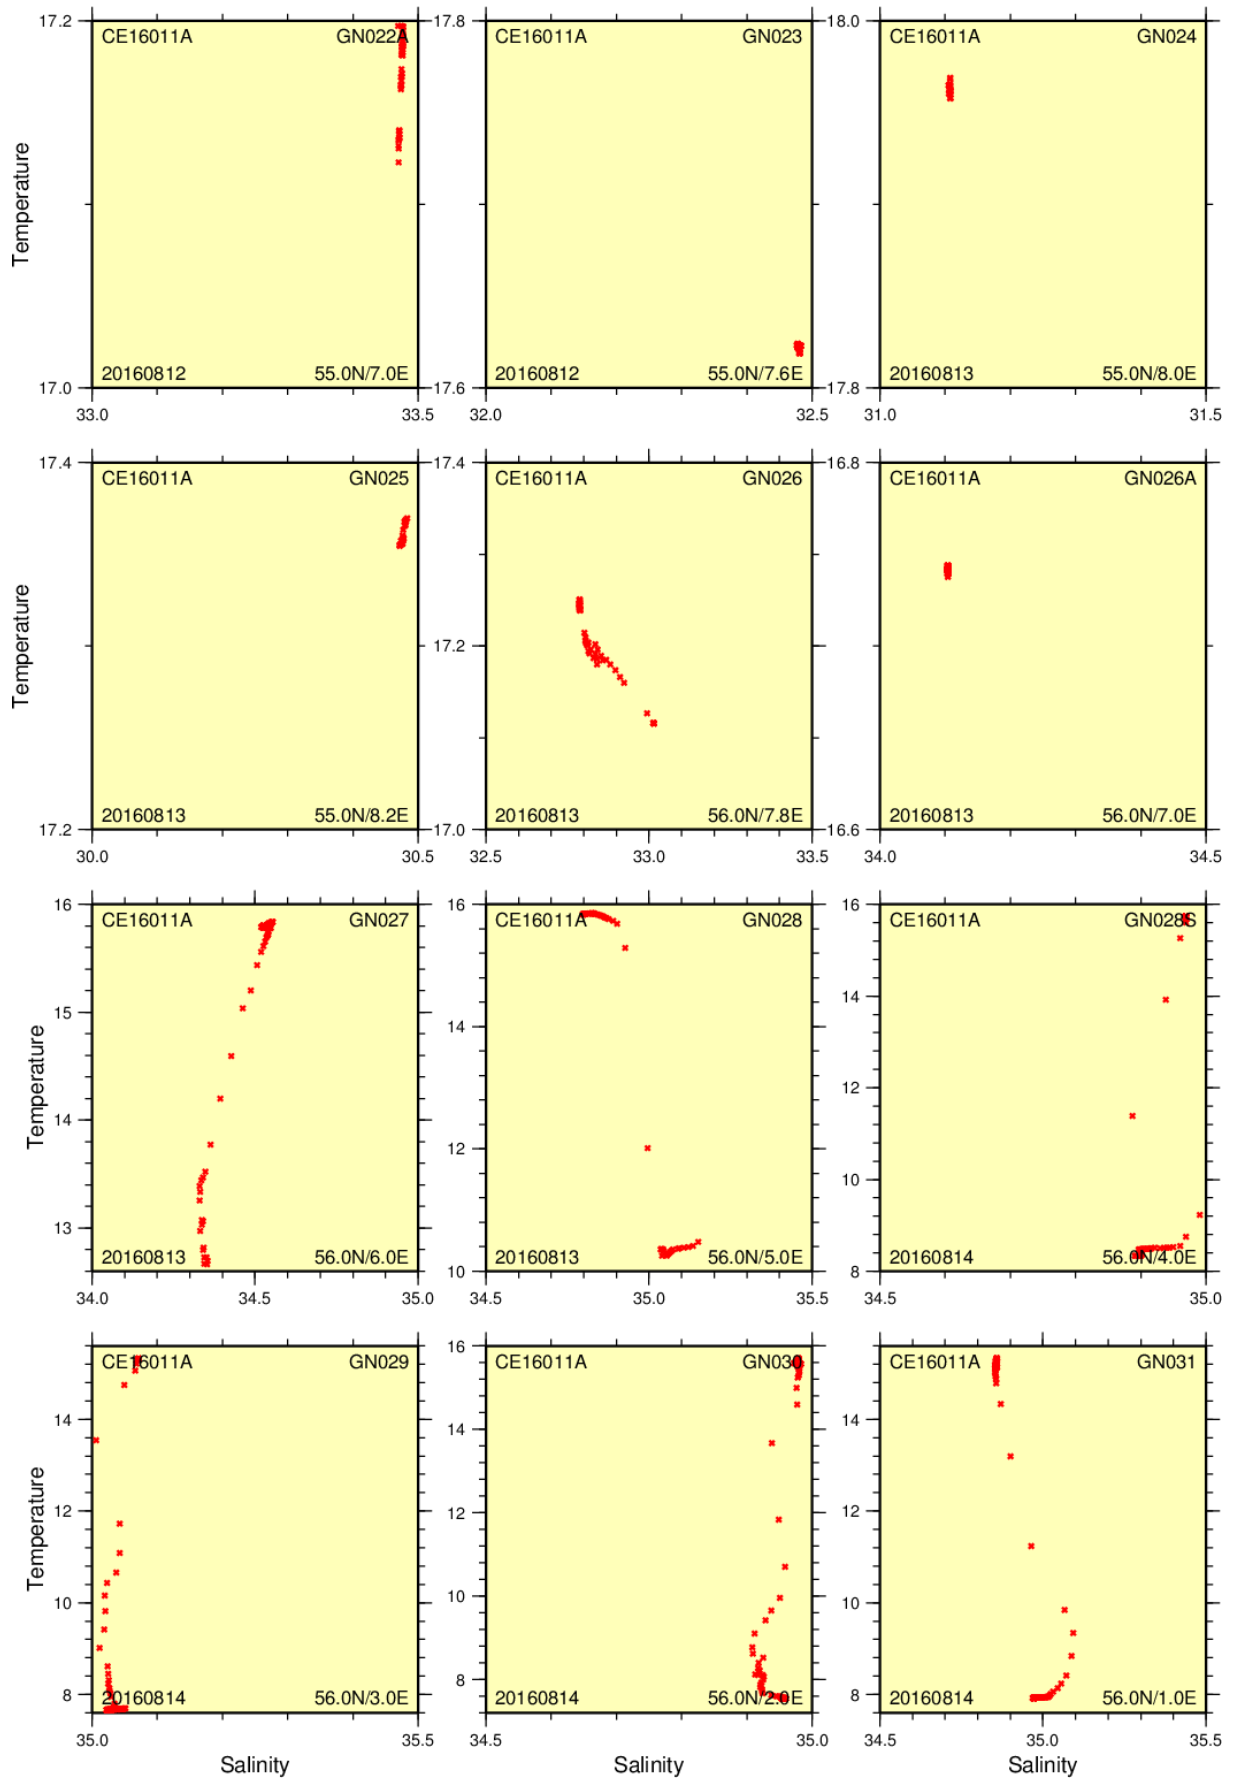 17.2 17.8 18.0
CE16011A GN022A CE16011A GN023 CE16011A GN024
Temperature
20160812 55.0N/7.0E 20160812 55.0N/7.6E 20160813 55.0N/8.0E
17.0 17.6 17.8
33.0 33.5 32.0 32.5 31.0 31.5
17.4 17.4 16.8
CE16011A GN025 CE16011A GN026 CE16011A GN026A
17.2
Temperature
20160813 55.0N/8.2E 20160813 56.0N/7.8E 20160813 56.0N/7.0E
17.2 17.0 16.6
30.0 30.5 32.5 33.0 33.5 34.0 34.5
16 16 16
CE16011A GN027 CE16011A GN028 CE16011A GN028S
15 14 14
Temperature
14 12 12
13 10
20160813 56.0N/6.0E 20160813 56.0N/5.0E 20160814 56.0N/4.0E
10 8
34.0 34.5 35.0 34.5 35.0 34.5 35.0
16
CE16011A GN029 CE16011A GN030 CE16011A GN031
14 14 14
Temperature
12 12 12
10 10 10
8 8 8
20160814 56.0N/3.0E 20160814 56.0N/2.0E 20160814 56.0N/1.0E
35.0 35.5 34.5 35.0 34.5 35.0 35.5
Salinity Salinity Salinity